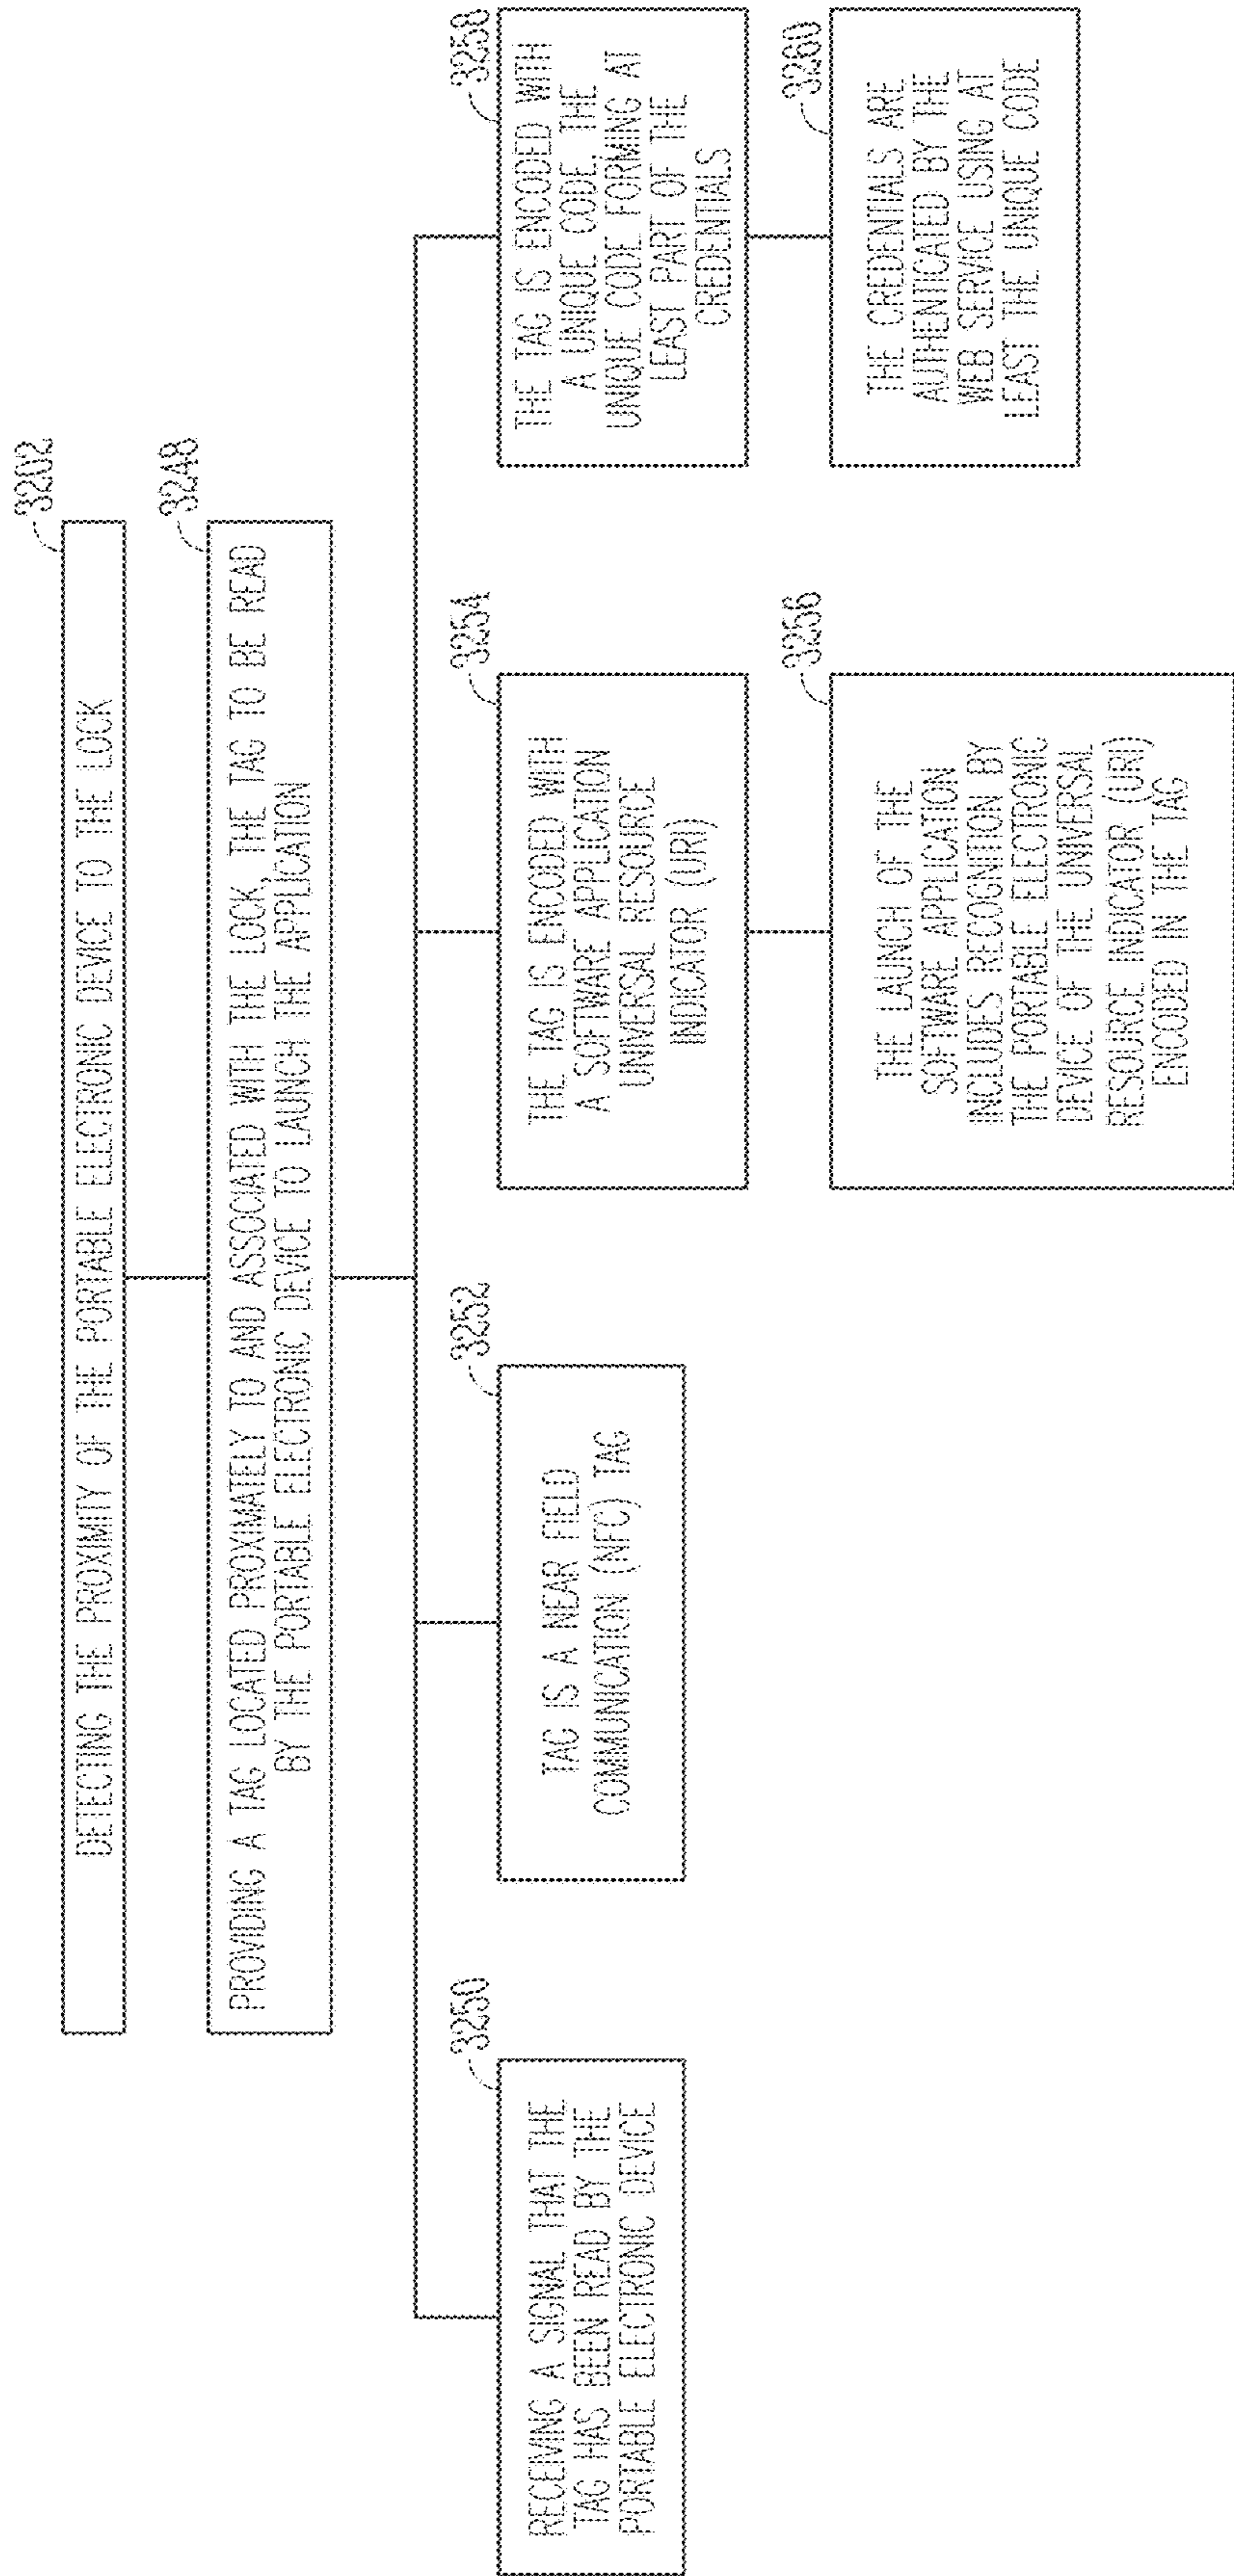 3202
DETECTING THE PROXIMITY OF THE PORTABLE ELECTRONIC DEVICE TO THE LOCK
3248
PROVIDING A TAG LOCATED PROXIMATELY TO AND ASSOCIATED WITH THE LOCK, THE TAG TO BE READ
BY THE PORTABLE ELECTRONIC DEVICE TO LAUNCH THE APPLICATION
3250
RECEIVING A SIGNAL THAT THE
TAG HAS BEEN READ BY THE
PORTABLE ELECTRONIC DEVICE
3252
TAG IS A NEAR FIELD
COMMUNICATION (NFC) TAG
3254
THE TAG IS ENCODED WITH
A SOFTWARE APPLICATION
UNIVERSAL RESOURCE
INDICATOR (URI)
3256
THE LAUNCH OF THE
SOFTWARE APPLICATION
INCLUDES RECOGNITION BY
THE PORTABLE ELECTRONIC
DEVICE OF THE UNIVERSAL
RESOURCE INDICATOR (URI)
ENCODED IN THE TAG
3258
THE TAG IS ENCODED WITH
A UNIQUE CODE, THE
UNIQUE CODE FORMING AT
LEAST PART OF THE
CREDENTIALS
3260
THE CREDENTIALS ARE
AUTHENTICATED BY THE
WEB SERVICE USING AT
LEAST THE UNIQUE CODE